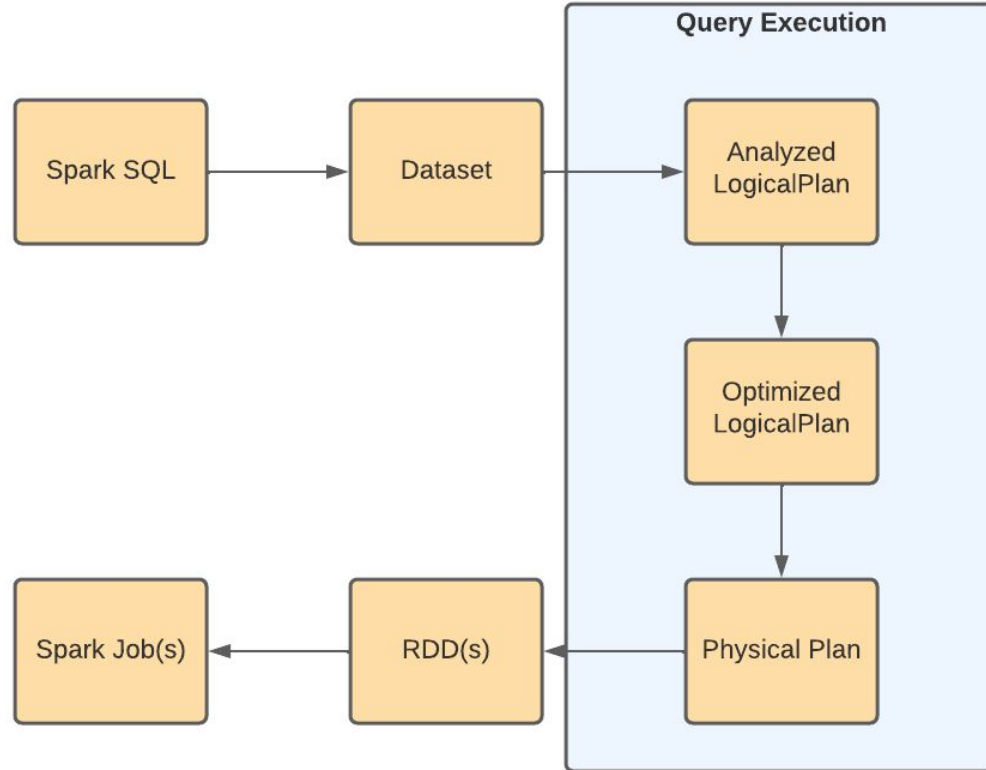 Query Execution
Spark SQL
Dataset
Analyzed
LogicalPlan
Optimized
LogicalPlan
Spark Job(s)
RDD(s)
Physical Plan